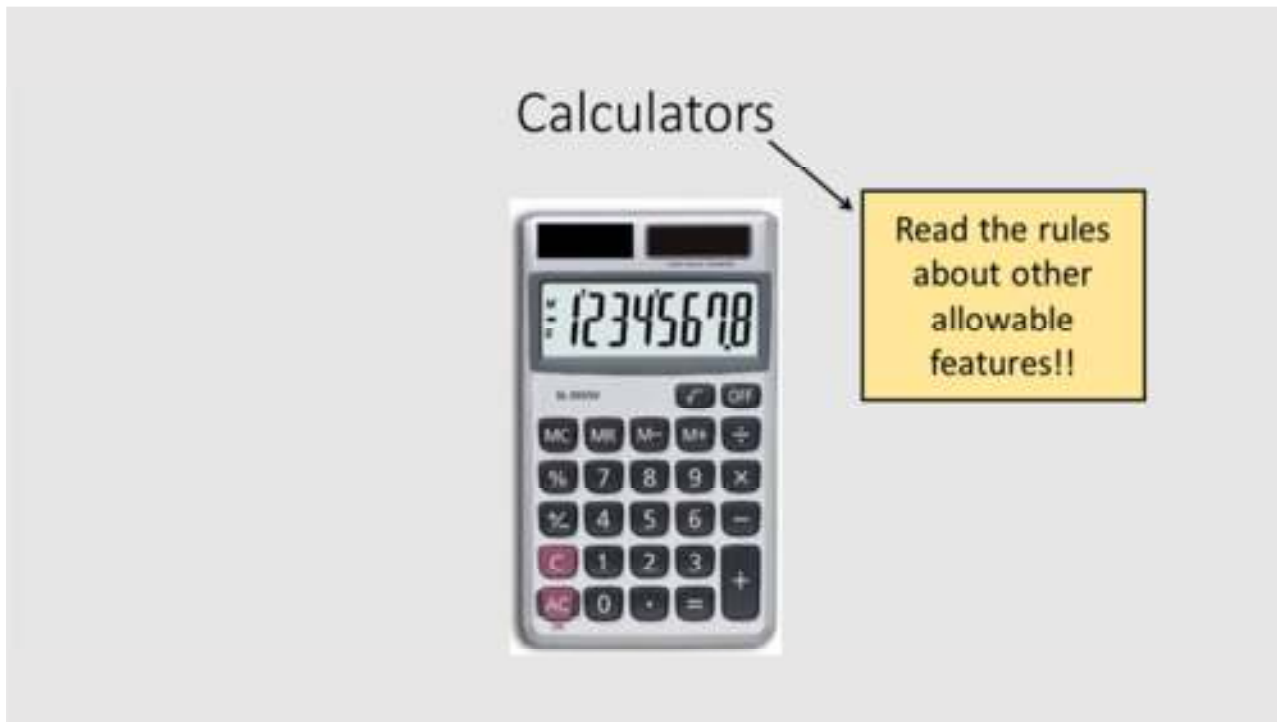 Calculators
Read the rules
about other
allowable
features!!
12345678.
OFF
MC MR M− M+ ÷
% 7 8 9 ×
+/− 4 5 6 −
C 1 2 3 +
AC 0 . =